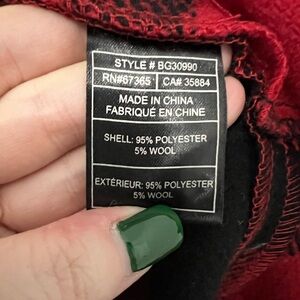 STYLE # BG30990
RN#67365 CA# 35884
MADE IN CHINA
FABRIQUÉ EN CHINE
SHELL: 95% POLYESTER
5% WOOL
EXTÉRIEUR: 95% POLYESTER
5% WOOL